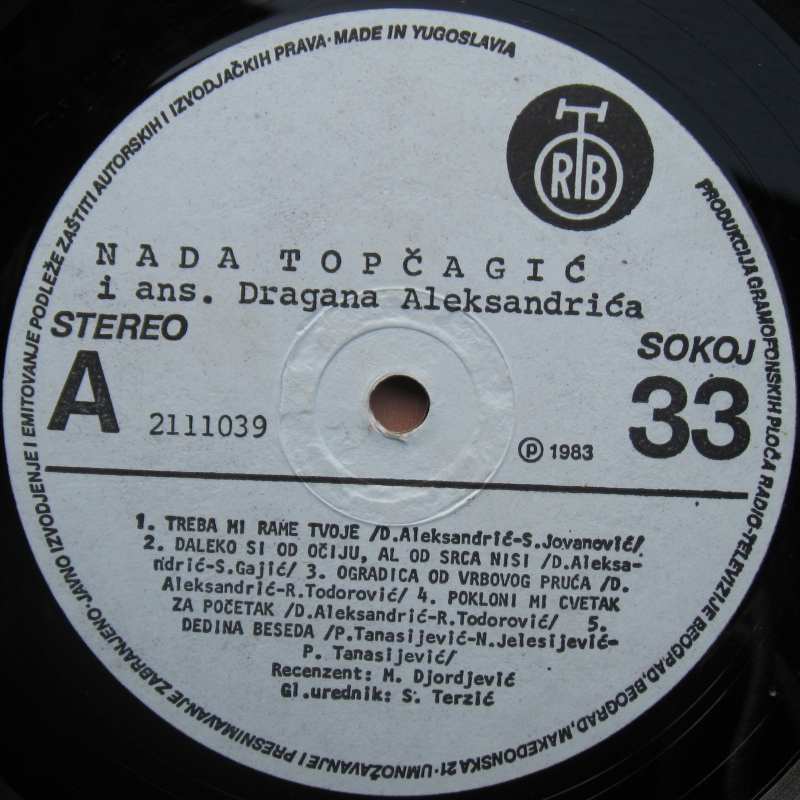 PRODUKCIJA GRAMOFONSKIH PLOČA RADIO-TELEVIZIJE BEOGRAD, BEOGRAD, MAKEDONSKA 21 · UMNOŽAVANJE I PRESNIMAVANJE ZABRANJENO · JAVNO IZVODJENJE I EMITOVANJE PODLEŽE ZAŠTITI AUTORSKIH I IZVODJAČKIH PRAVA · MADE IN YUGOSLAVIA
RTB
NADA TOPČAGIĆ
i ans. Dragana Aleksandrića
STEREO
SOKOJ
A
2111039
33
℗ 1983
1. TREBA MI RAME TVOJE /D.Aleksandrić-S.Jovanović/
2. DALEKO SI OD OČIJU, AL OD SRCA NISI /D.Aleksa-
ndrić-S.Gajić/ 3. OGRADICA OD VRBOVOG PRUĆA /D.
Aleksandrić-R.Todorović/ 4. POKLONI MI CVETAK
ZA POČETAK /D.Aleksandrić-R.Todorović/ 5.
DEDINA BESEDA /P.Tanasijević-N.Jelesijević-
P. Tanasijević/
Recenzent: M. Djordjević
Gl.urednik: S. Terzić